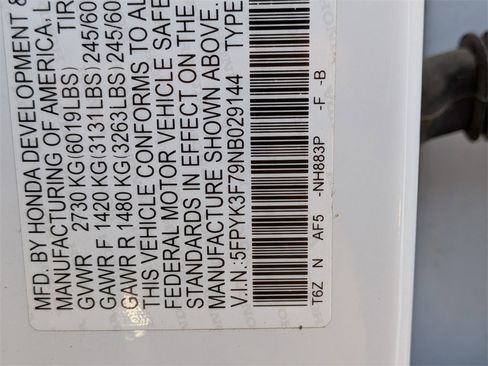 MFD. BY HONDA DEVELOPMENT &
MANUFACTURING OF AMERICA, L
GVWR 2730 KG(6019LBS) TIR
GAWR F 1420 KG(3131LBS) 245/60
GAWR R 1480 KG(3263LBS) 245/60
THIS VEHICLE CONFORMS TO AL
FEDERAL MOTOR VEHICLE SAFE
STANDARDS IN EFFECT ON THE
MANUFACTURE SHOWN ABOVE.
V.I.N.:5FPYK3F79NB029144 TYPE
T6Z N AF5 -NH883P -F -B